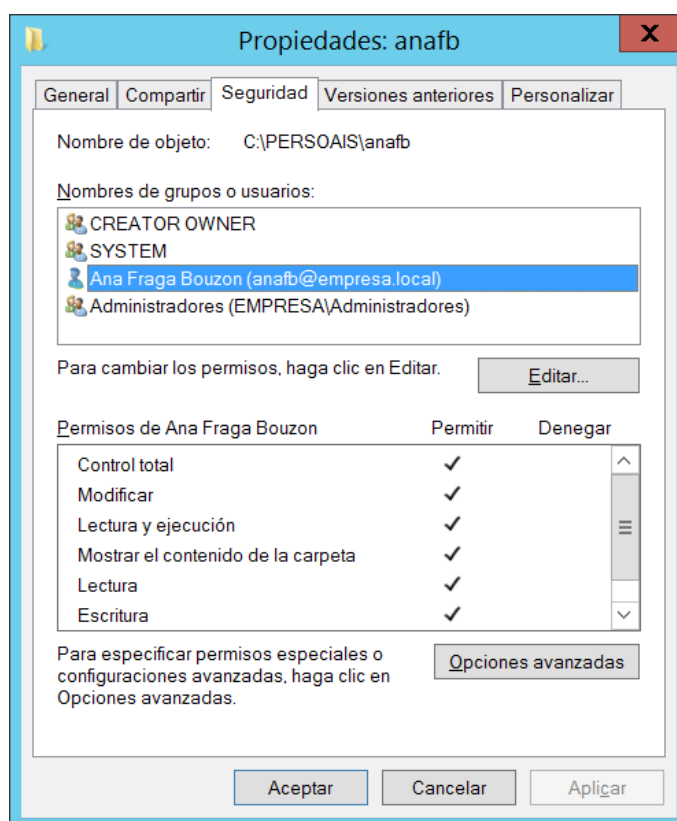 Propiedades: anafb
X
General Compartir Seguridad Versiones anteriores Personalizar
Nombre de objeto: C:\PERSOAIS\anafb
Nombres de grupos o usuarios:
CREATOR OWNER
SYSTEM
Ana Fraga Bouzon (anafb@empresa.local)
Administradores (EMPRESA\Administradores)
Para cambiar los permisos, haga clic en Editar. Editar...
Permisos de Ana Fraga Bouzon Permitir Denegar
Control total
Modificar
Lectura y ejecución
Mostrar el contenido de la carpeta
Lectura
Escritura
Para especificar permisos especiales o
configuraciones avanzadas, haga clic en
Opciones avanzadas.
Opciones avanzadas
Aceptar Cancelar Aplicar